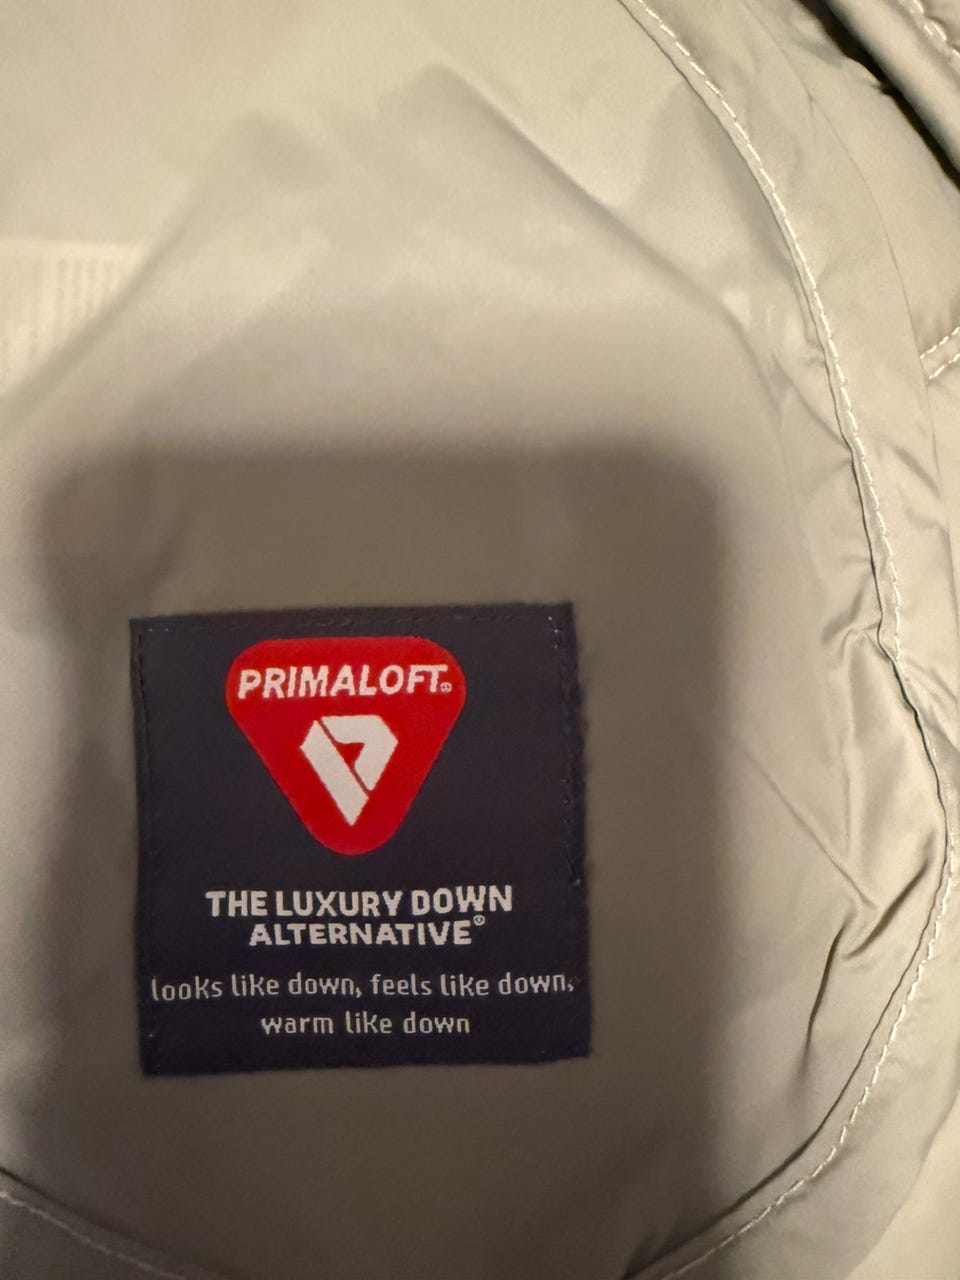 PRIMALOFT®
THE LUXURY DOWN
ALTERNATIVE®
looks like down, feels like down,
warm like down